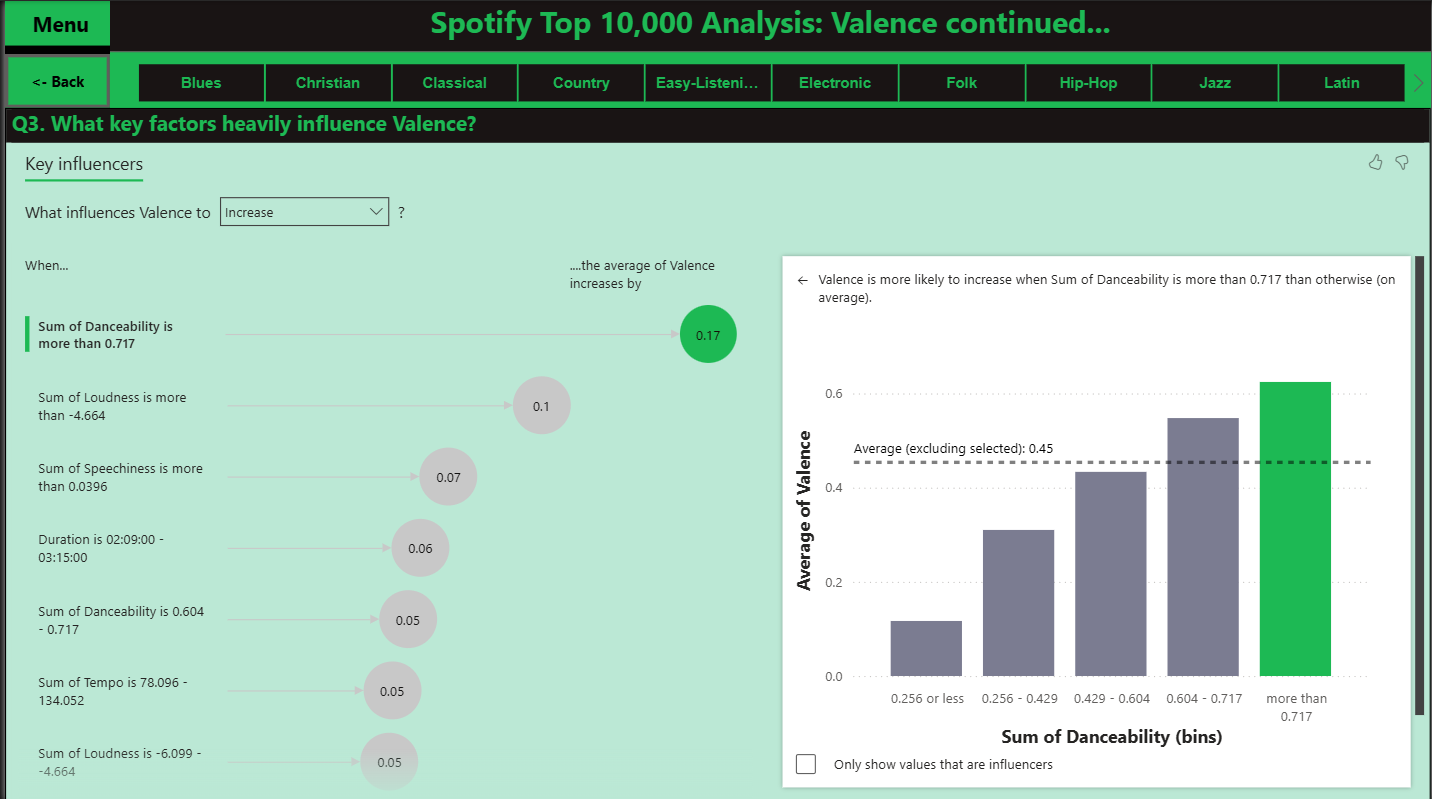 Menu
Spotify Top 10,000 Analysis: Valence continued...
<- Back
Blues
Christian
Classical
Country
Easy-Listeni...
Electronic
Folk
Hip-Hop
Jazz
Latin
Q3. What key factors heavily influence Valence?
Key influencers
What influences Valence to Increase ?
When...
....the average of Valence
increases by
Sum of Danceability is
more than 0.717
0.17
Sum of Loudness is more
than -4.664
0.1
Sum of Speechiness is more
than 0.0396
0.07
Duration is 02:09:00 -
03:15:00
0.06
Sum of Danceability is 0.604
- 0.717
0.05
Sum of Tempo is 78.096 -
134.052
0.05
Sum of Loudness is -6.099 -
-4.664
0.05
Valence is more likely to increase when Sum of Danceability is more than 0.717 than otherwise (on
average).
Average of Valence
0.6
0.4
0.2
0.0
Average (excluding selected): 0.45
0.256 or less
0.256 - 0.429
0.429 - 0.604
0.604 - 0.717
more than
0.717
Sum of Danceability (bins)
Only show values that are influencers